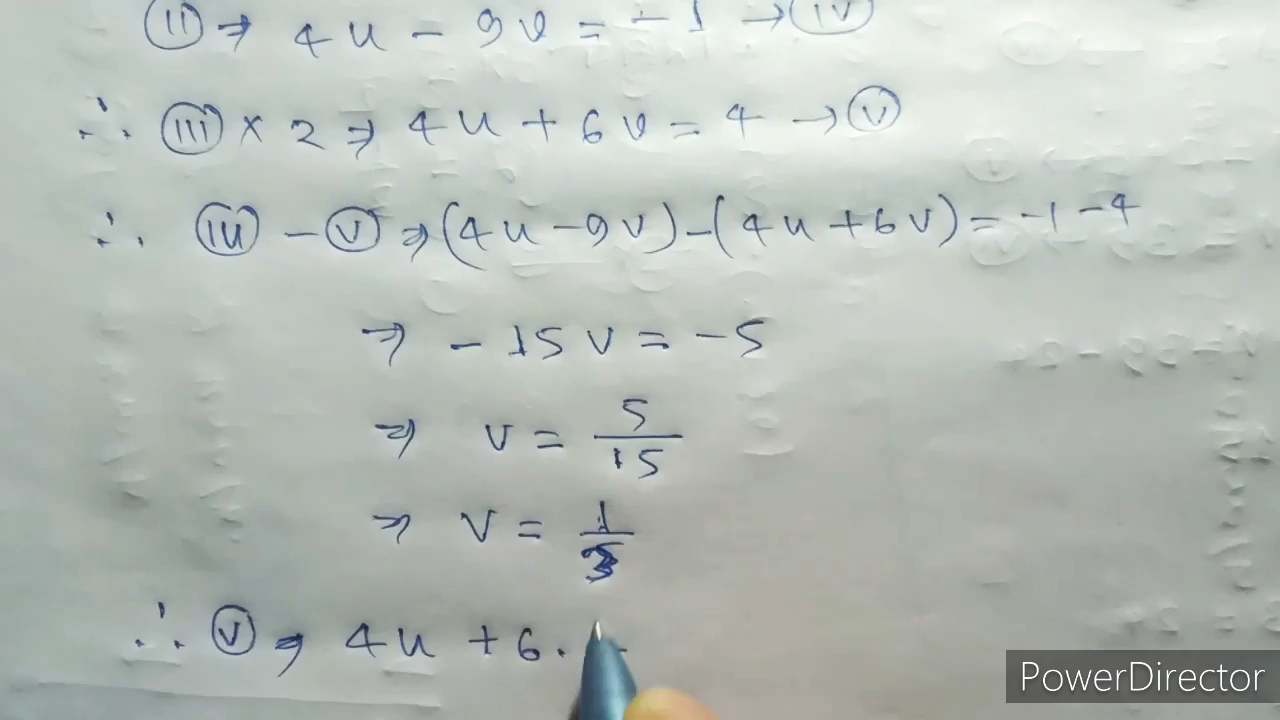 (II) ⇒ 4u - 9v = -1 → (IV)
∴ (III) × 2 ⇒ 4u + 6v = 4 → (V)
∴ (IV) - (V) ⇒ (4u - 9v) - (4u + 6v) = -1 - 4
⇒ -15v = -5
⇒ v = 5/15
⇒ v = 1/3
∴ (V) ⇒ 4u + 6.
PowerDirector